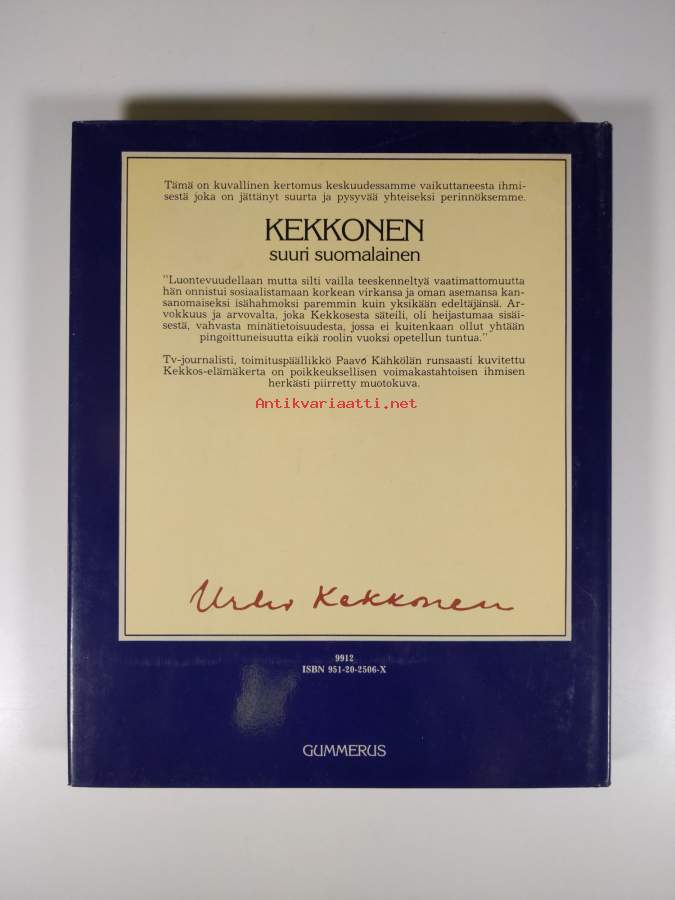 Tämä on kuvallinen kertomus keskuudessamme vaikuttaneesta ihmi-
sestä joka on jättänyt suurta ja pysyvää yhteiseksi perinnöksemme.
KEKKONEN
suuri suomalainen
"Luontevuudellaan mutta silti vailla teeskenneltyä vaatimattomuutta
hän onnistui sosiaalistamaan korkean virkansa ja oman asemansa kan-
sanomaiseksi isähahmoksi paremmin kuin yksikään edeltäjänsä. Ar-
vokkuus ja arvovalta, joka Kekkosesta säteili, oli heijastumaa sisäi-
sestä, vahvasta minätietoisuudesta, jossa ei kuitenkaan ollut yhtään
pingoittuneisuutta eikä roolin vuoksi opetellun tuntua."
Tv-journalisti, toimituspäällikkö Paavo Kähkölän runsaasti kuvitettu
Kekkos-elämäkerta on poikkeuksellisen voimakastahtoisen ihmisen
herkästi piirretty muotokuva.
Antikvariaatti.net
Urho Kekkonen
9912
ISBN 951-20-2506-X
GUMMERUS